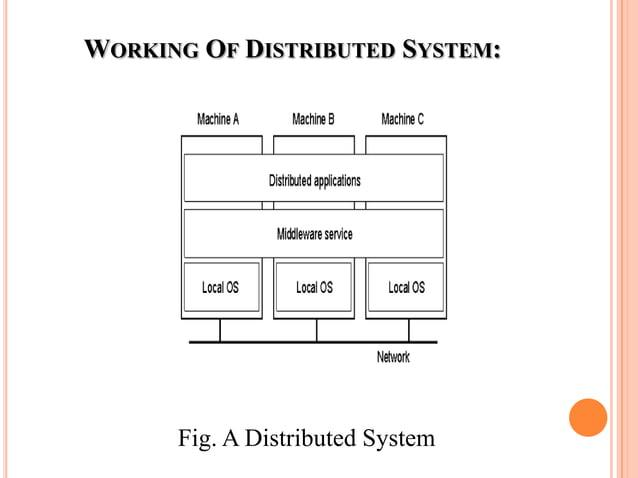 WORKING OF DISTRIBUTED SYSTEM:
Machine A Machine B Machine C
Distributed applications
Middleware service
Local OS Local OS Local OS
Network
Fig. A Distributed System